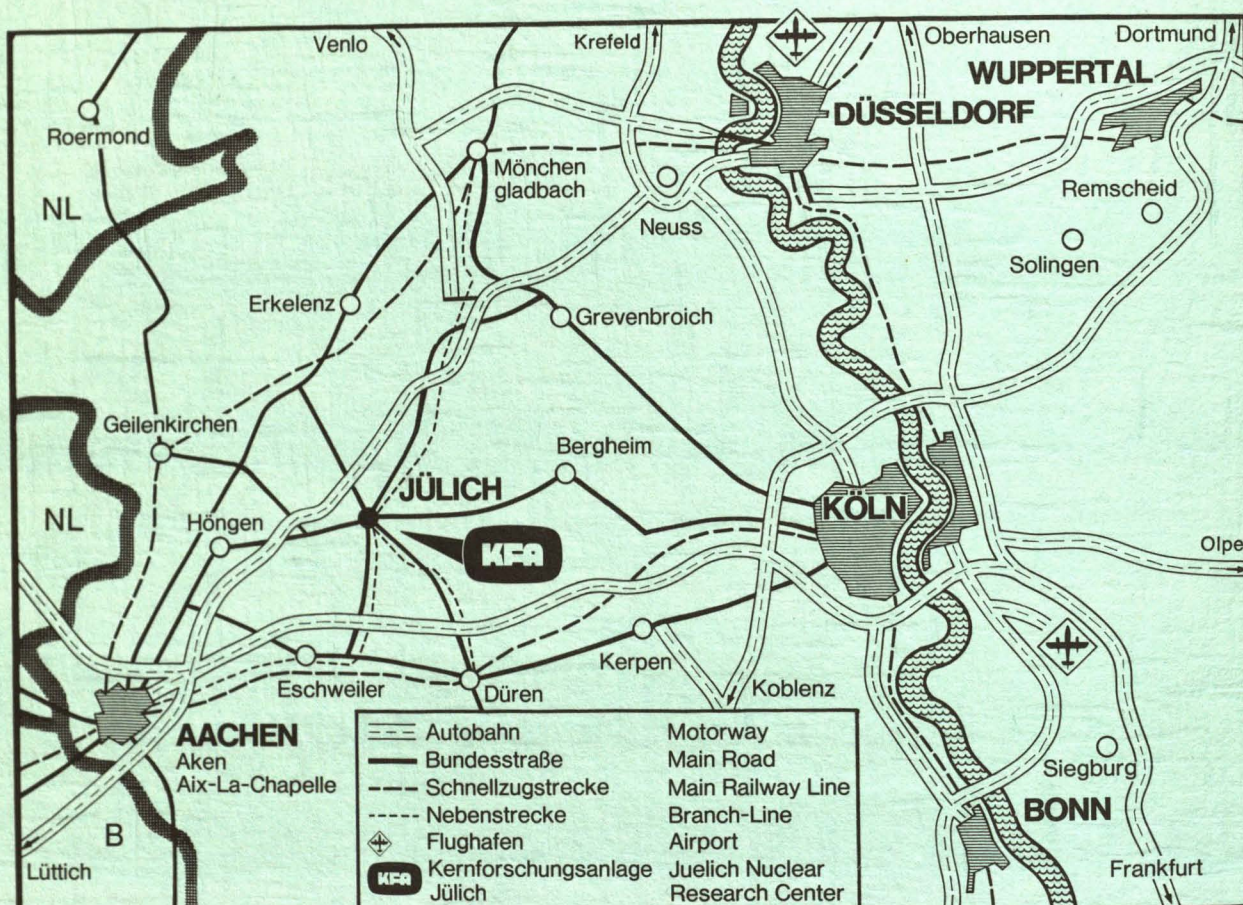 Venlo
Krefeld
Oberhausen
Dortmund
WUPPERTAL
DÜSSELDORF
Roermond
Mönchen
gladbach
NL
Neuss
Remscheid
Solingen
Erkelenz
Grevenbroich
Geilenkirchen
Bergheim
JÜLICH
KÖLN
NL
Höngen
KFA
Olpe
Kerpen
Eschweiler
Düren
Koblenz
AACHEN
Aken
Aix-La-Chapelle
Siegburg
BONN
B
Lüttich
Frankfurt
Autobahn Motorway
Bundesstraße Main Road
Schnellzugstrecke Main Railway Line
Nebenstrecke Branch-Line
Flughafen Airport
KFA Kernforschungsanlage Juelich Nuclear
Jülich Research Center